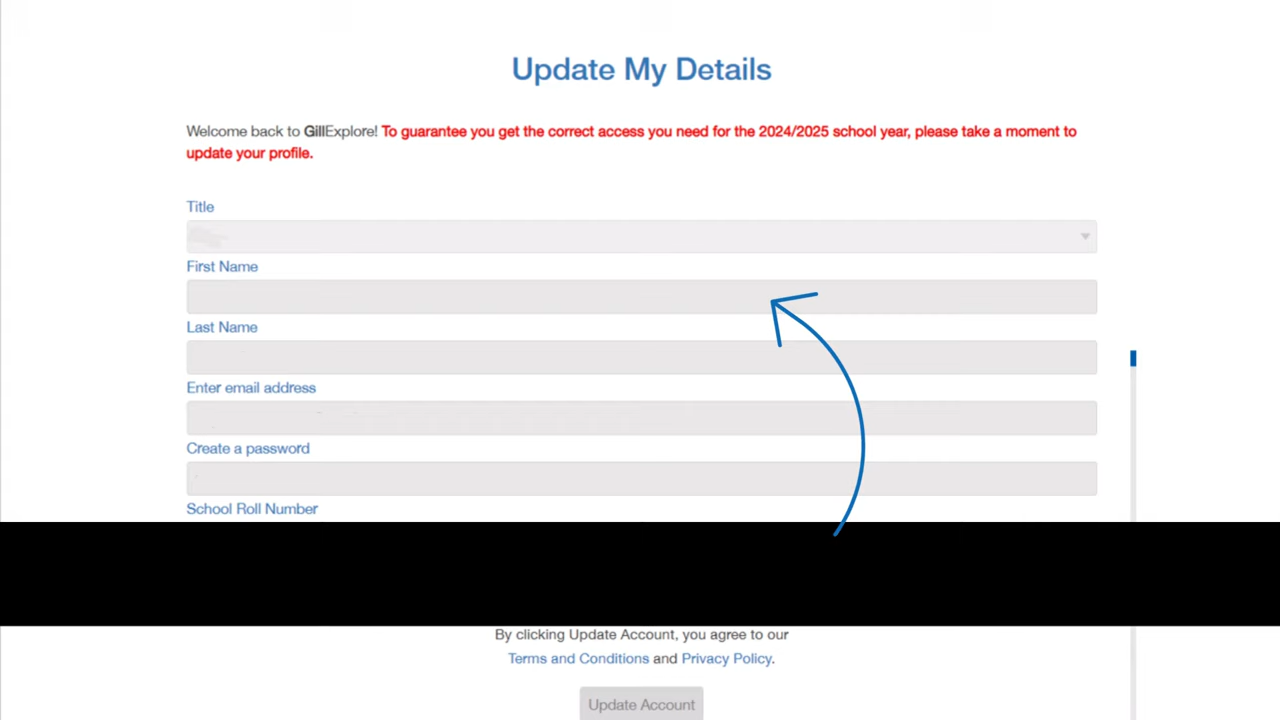 Update My Details
Welcome back to GillExplore! To guarantee you get the correct access you need for the 2024/2025 school year, please take a moment to
update your profile.
Title
First Name
Last Name
Enter email address
Create a password
School Roll Number
By clicking Update Account, you agree to our
Terms and Conditions and Privacy Policy.
Update Account